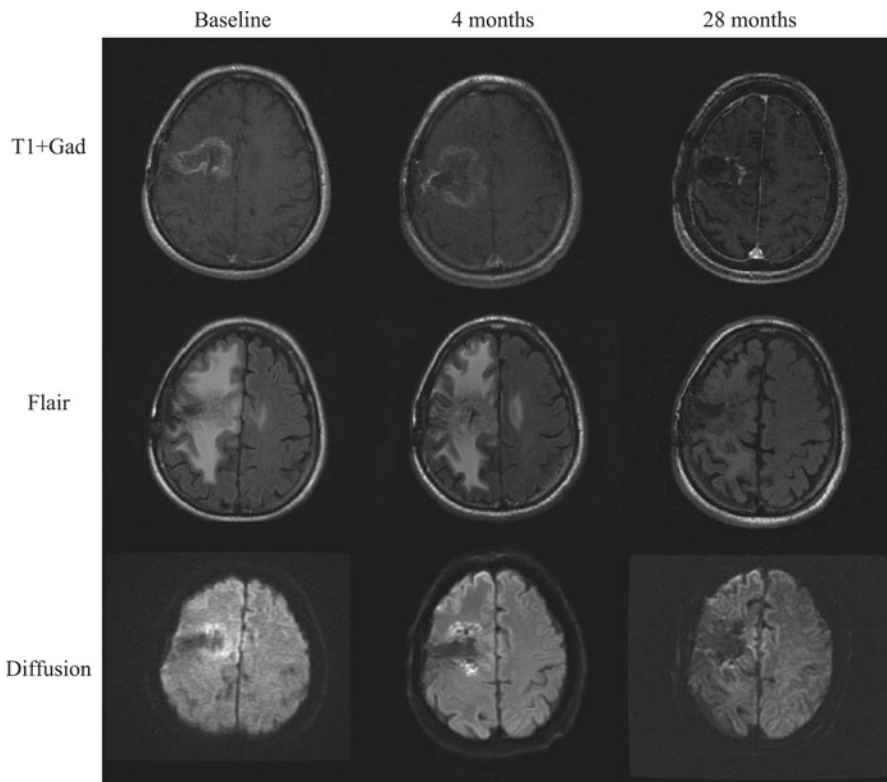 Baseline
4 months
28 months
T1+Gad
Flair
Diffusion